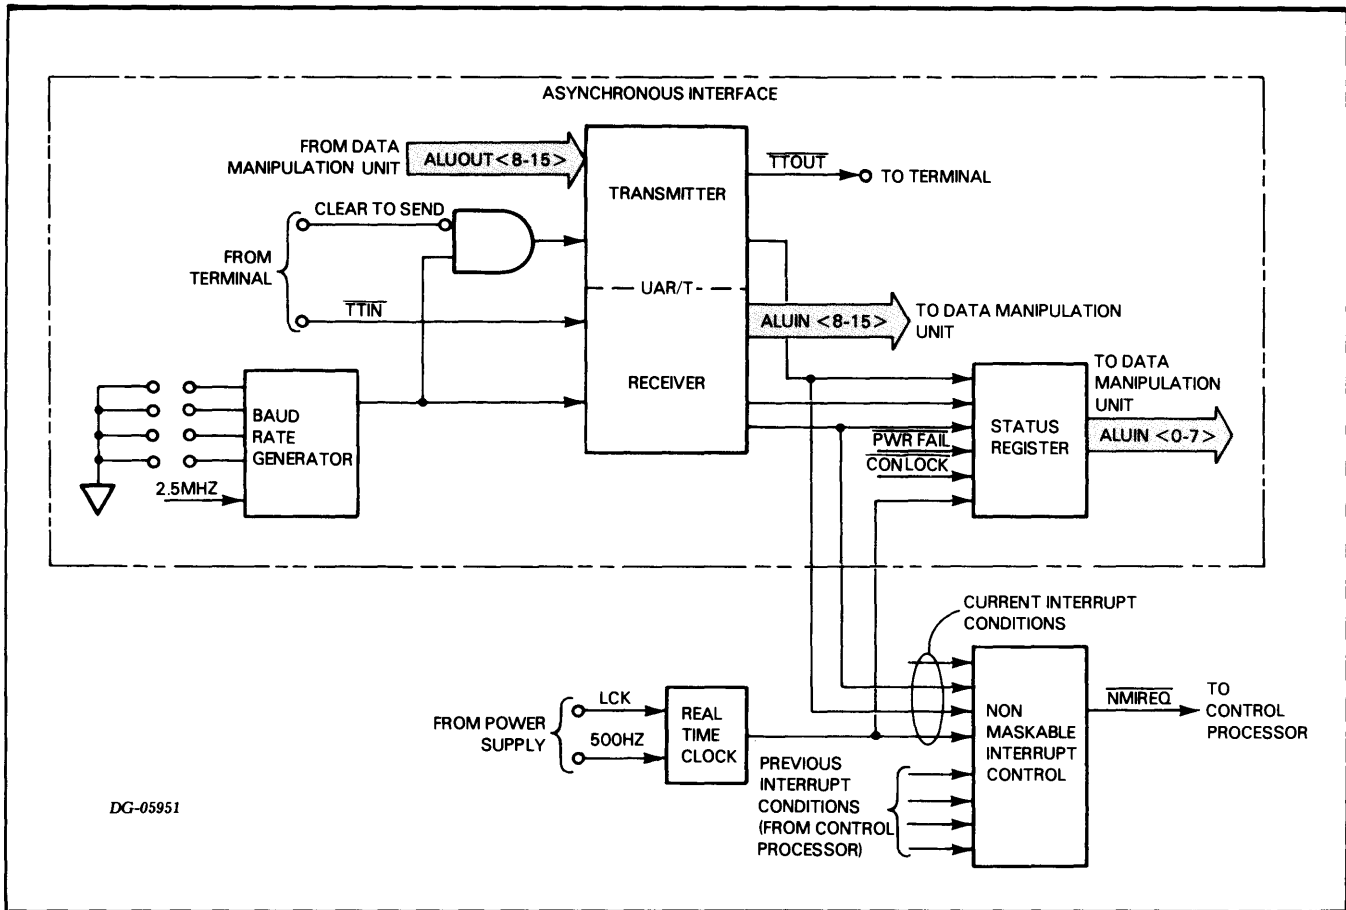 ASYNCHRONOUS INTERFACE
FROM DATA
MANIPULATION UNIT
ALUOUT <8-15>
TRANSMITTER
TTOUT
TO TERMINAL
CLEAR TO SEND
FROM
TERMINAL
TTIN
UAR/T
ALUIN <8-15>
TO DATA MANIPULATION
UNIT
RECEIVER
BAUD
RATE
GENERATOR
2.5MHZ
PWR FAIL
CONLOCK
STATUS
REGISTER
TO DATA
MANIPULATION
UNIT
ALUIN <0-7>
CURRENT INTERRUPT
CONDITIONS
FROM POWER
SUPPLY
LCK
500HZ
REAL
TIME
CLOCK
NON
MASKABLE
INTERRUPT
CONTROL
NMIREQ
TO
CONTROL
PROCESSOR
PREVIOUS
INTERRUPT
CONDITIONS
(FROM CONTROL
PROCESSOR)
DG-05951